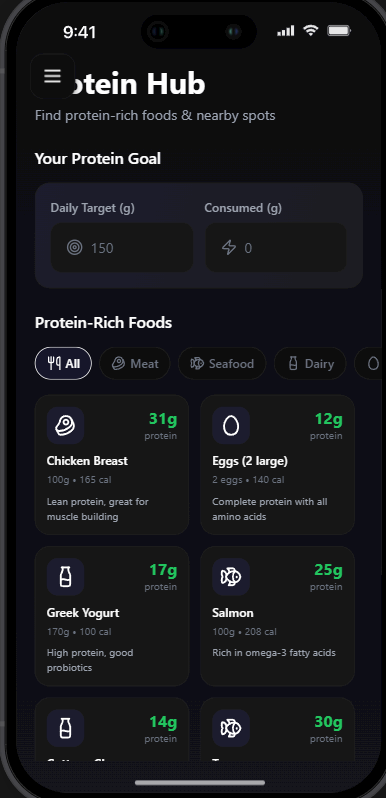 9:41
otein Hub
Find protein-rich foods & nearby spots
Your Protein Goal
Daily Target (g)
Consumed (g)
150
0
Protein-Rich Foods
All
Meat
Seafood
Dairy
31g
protein
Chicken Breast
100g • 165 cal
Lean protein, great for
muscle building
12g
protein
Eggs (2 large)
2 eggs • 140 cal
Complete protein with all
amino acids
17g
protein
Greek Yogurt
170g • 100 cal
High protein, good
probiotics
25g
protein
Salmon
100g • 208 cal
Rich in omega-3 fatty acids
14g
protein
30g
protein